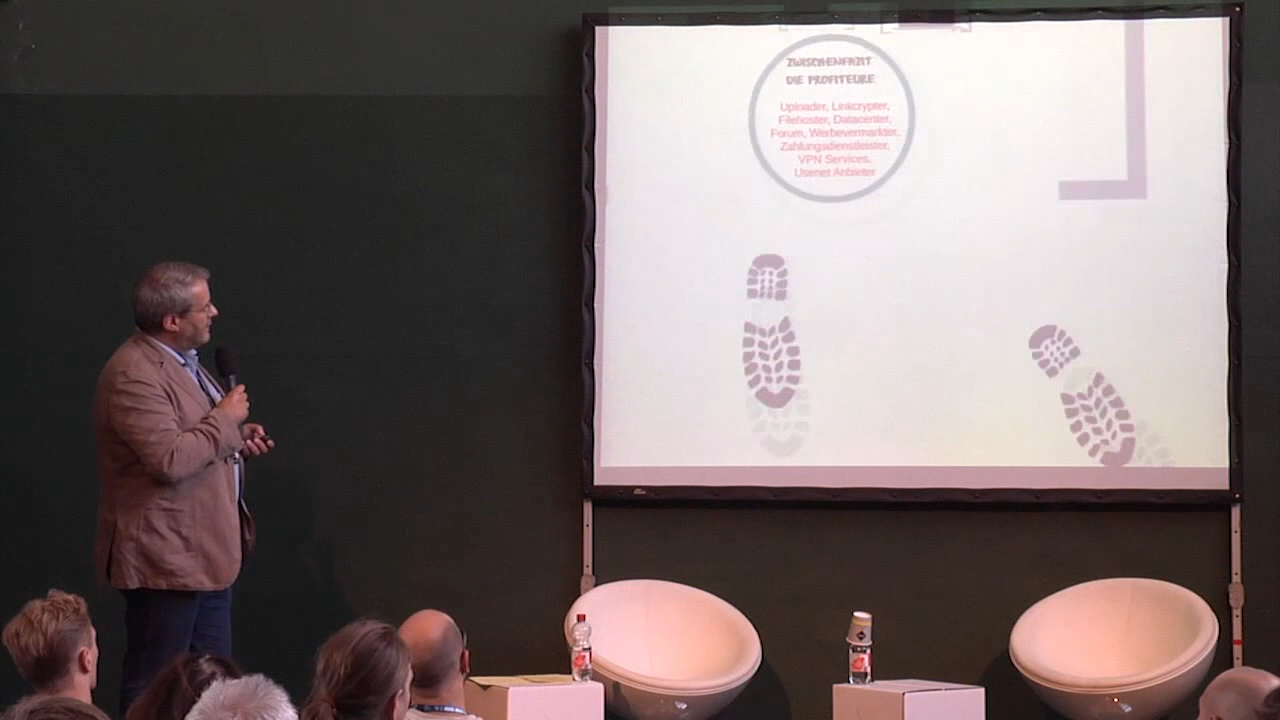 ZWISCHENFAZIT
DIE PROFITEURE
Uploader, Linkcrypter,
Filehoster, Datacenter,
Forum, Werbevermarkter,
Zahlungsdienstleister,
VPN Services,
Usenet Anbieter